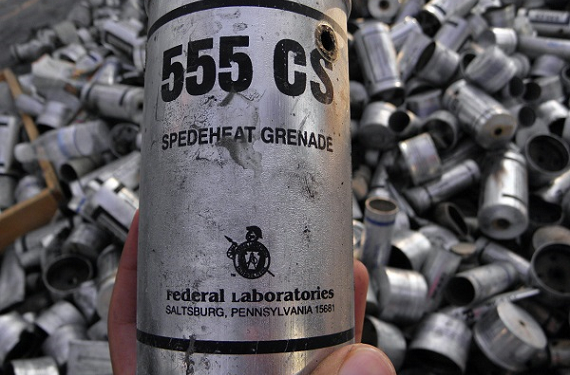 555 CS
SPEDEHEAT GRENADE
Federal Laboratories
SALTSBURG, PENNSYLVANIA 15681